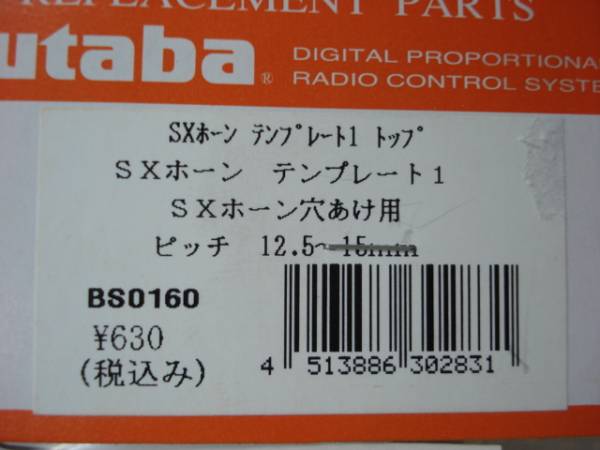 REPLACEMENT PARTS
utaba®
DIGITAL PROPORTIONAL
RADIO CONTROL SYSTE
SXホーン テンプレート1 トップ
ＳＸホーン　テンプレート１
ＳＸホーン穴あけ用
ピッチ 12.5~15mm
BS0160
¥630
(税込み)
4 513886 302831